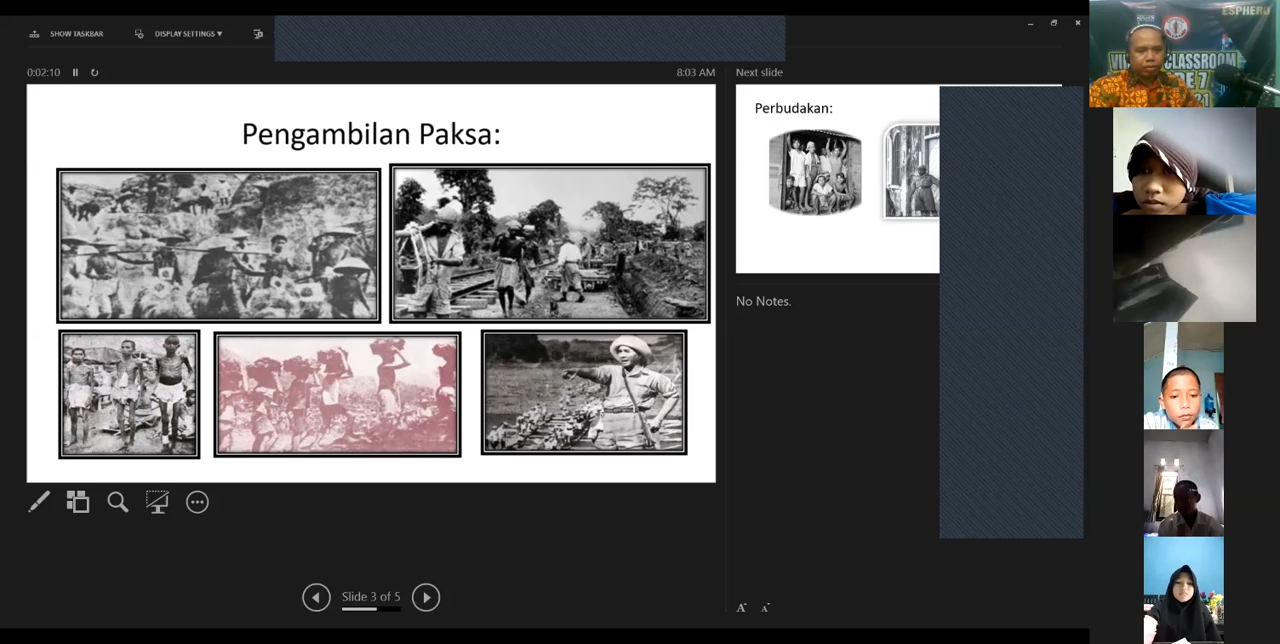 SHOW TASKBAR
DISPLAY SETTINGS ▼
0:02:10
8:03 AM
Pengambilan Paksa:
Next slide
Perbudakan:
No Notes.
Slide 3 of 5
A A
ESPHERO
CLASSROOM